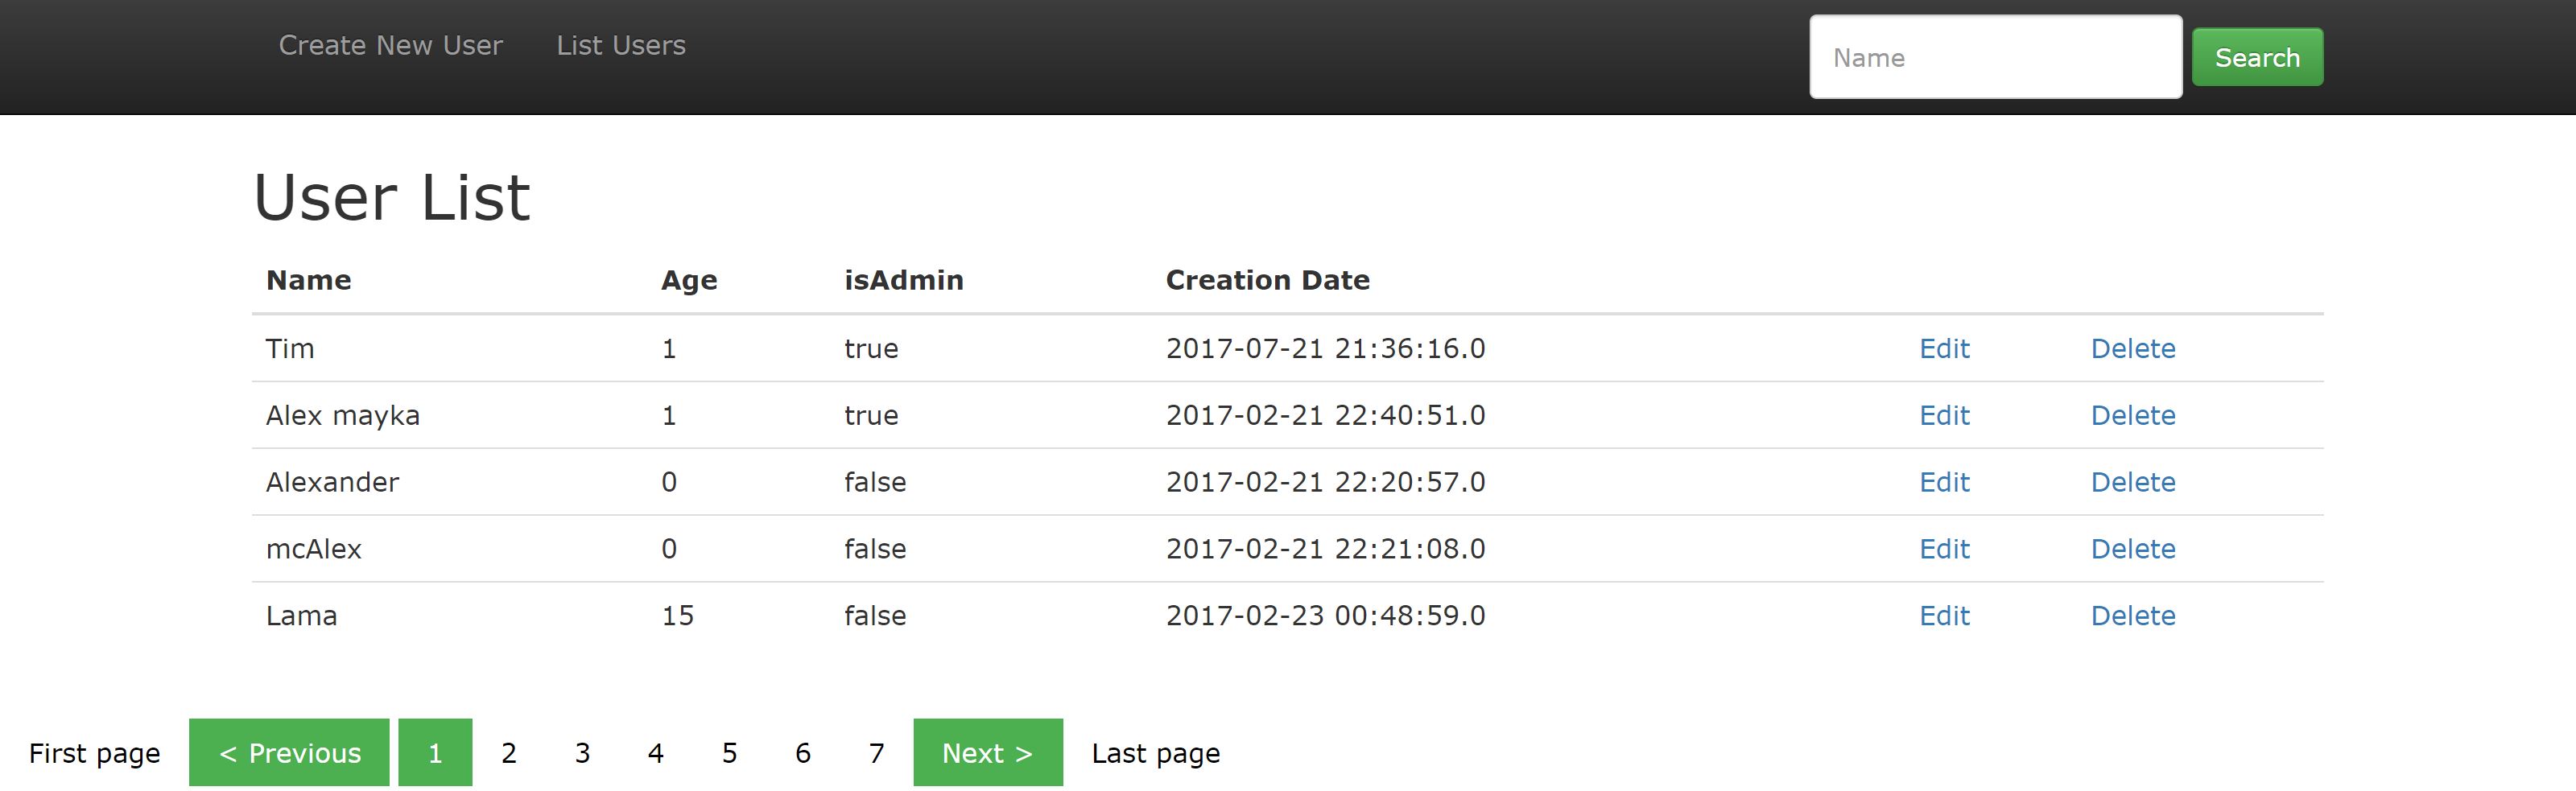 Create New User List Users Name Search
User List
Name Age isAdmin Creation Date
Tim 1 true 2017-07-21 21:36:16.0 Edit Delete
Alex mayka 1 true 2017-02-21 22:40:51.0 Edit Delete
Alexander 0 false 2017-02-21 22:20:57.0 Edit Delete
mcAlex 0 false 2017-02-21 22:21:08.0 Edit Delete
Lama 15 false 2017-02-23 00:48:59.0 Edit Delete
First page < Previous 1 2 3 4 5 6 7 Next > Last page